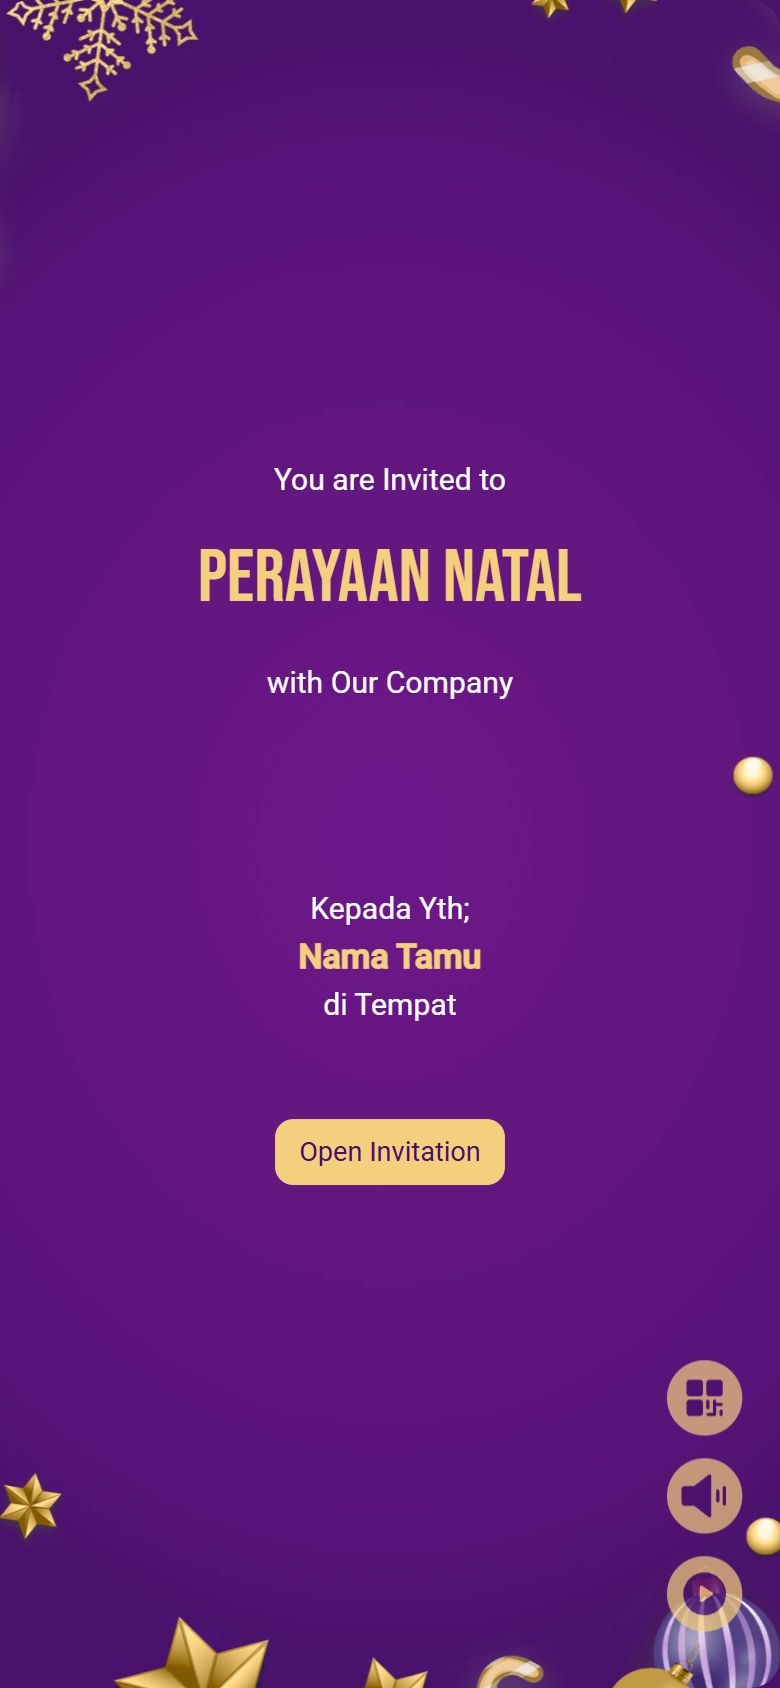 You are Invited to
PERAYAAN NATAL
with Our Company
Kepada Yth;
Nama Tamu
di Tempat
Open Invitation